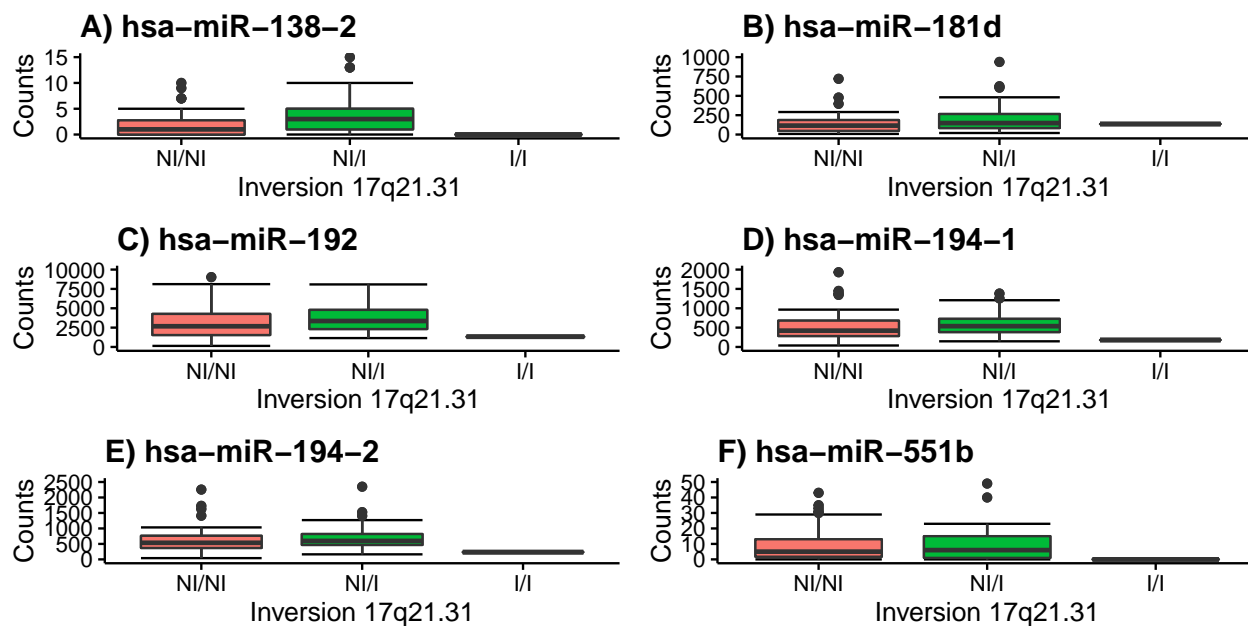 A) hsa−miR−138−2
Counts
15
10
5
0
NI/NI NI/I I/I
Inversion 17q21.31
B) hsa−miR−181d
Counts
1000
750
500
250
0
NI/NI NI/I I/I
Inversion 17q21.31
C) hsa−miR−192
Counts
10000
7500
5000
2500
0
NI/NI NI/I I/I
Inversion 17q21.31
D) hsa−miR−194−1
Counts
2000
1500
1000
500
0
NI/NI NI/I I/I
Inversion 17q21.31
E) hsa−miR−194−2
Counts
2500
2000
1500
1000
500
0
NI/NI NI/I I/I
Inversion 17q21.31
F) hsa−miR−551b
Counts
50
40
30
20
10
0
NI/NI NI/I I/I
Inversion 17q21.31